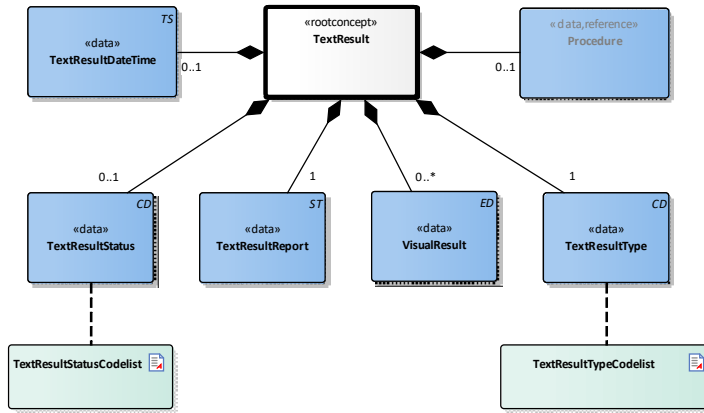 TS
«data»
TextResultDateTime
0..1
«rootconcept»
TextResult
«data,reference»
Procedure
0..1
0..1
1
0..*
1
CD
«data»
TextResultStatus
ST
«data»
TextResultReport
ED
«data»
VisualResult
CD
«data»
TextResultType
TextResultStatusCodelist
TextResultTypeCodelist